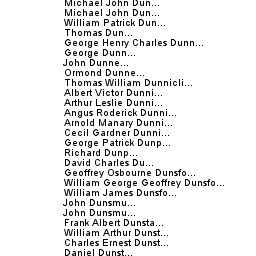 Michael John Dun...
Michael John Dun...
William Patrick Dun...
Thomas Dun...
George Henry Charles Dunn...
George Dunn...
John Dunne...
Ormond Dunne...
Thomas William Dunnicli...
Albert Victor Dunni...
Arthur Leslie Dunni...
Angus Roderick Dunni...
Arnold Manary Dunni...
Cecil Gardner Dunni...
George Patrick Dunp...
Richard Dunp...
David Charles Du...
Geoffrey Osbourne Dunsfo...
William George Geoffrey Dunsfo...
William James Dunsfo...
John Dunsmu...
John Dunsmu...
Frank Albert Dunsta...
William Arthur Dunst...
Charles Ernest Dunst...
Daniel Dunst...